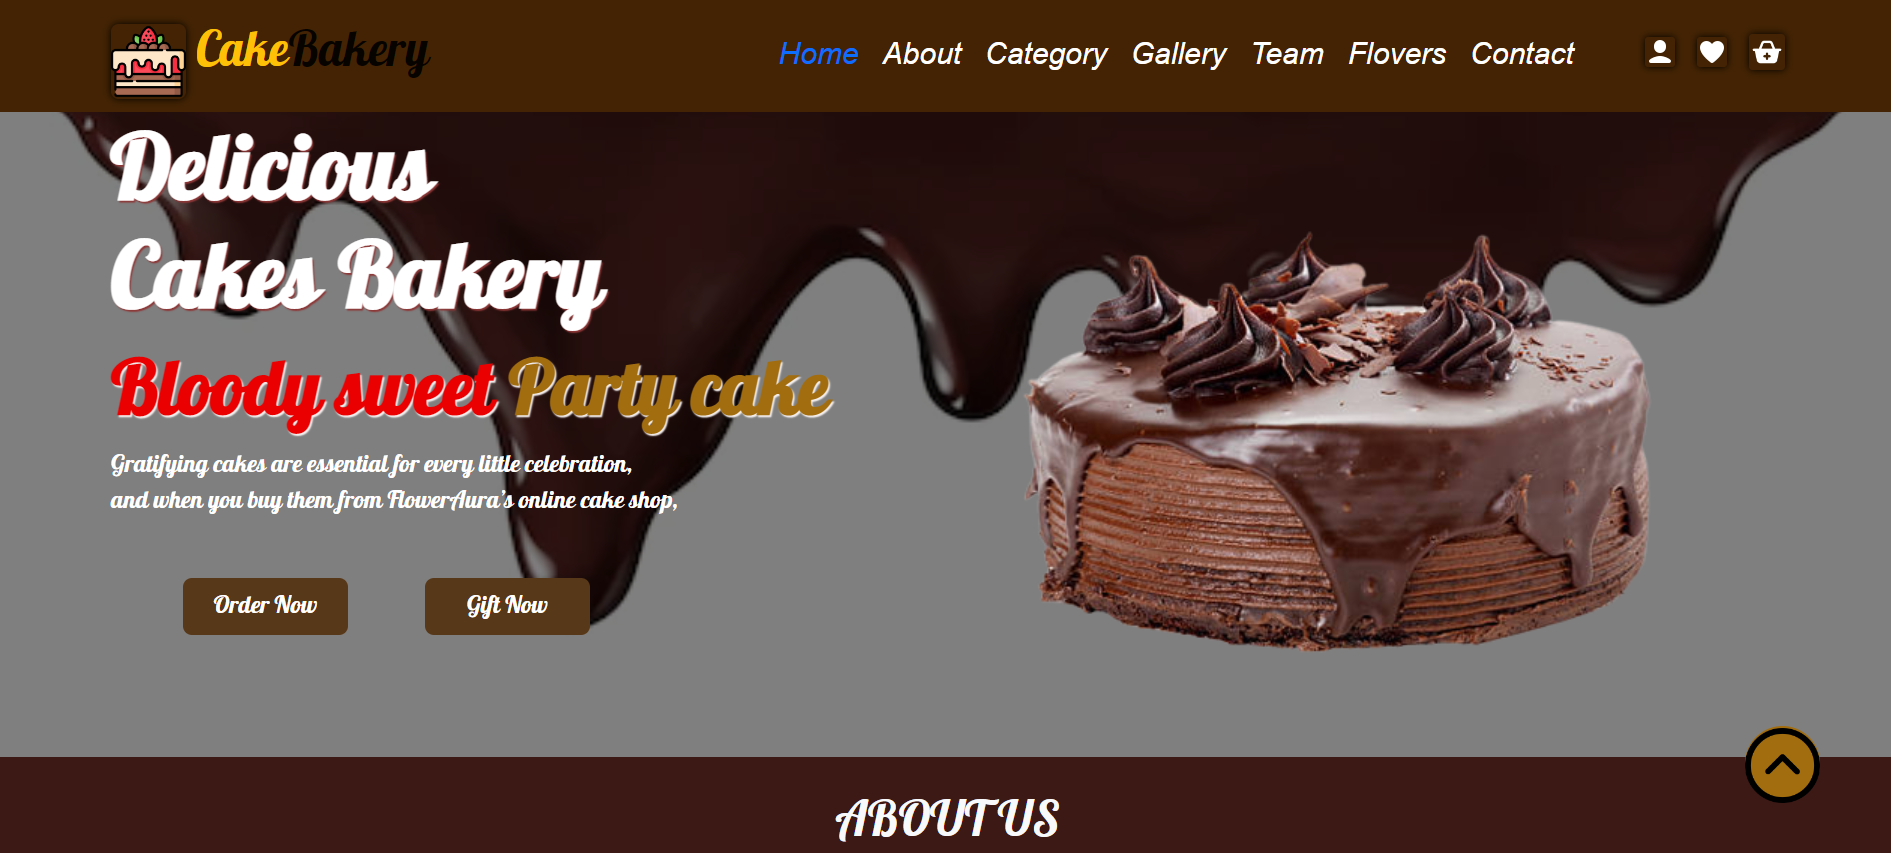 CakeBakery
Home About Category Gallery Team Flovers Contact
Delicious
Cakes Bakery
Bloody sweet Party cake
Gratifying cakes are essential for every little celebration,
and when you buy them from FlowerAura's online cake shop,
Order Now Gift Now
ABOUT US